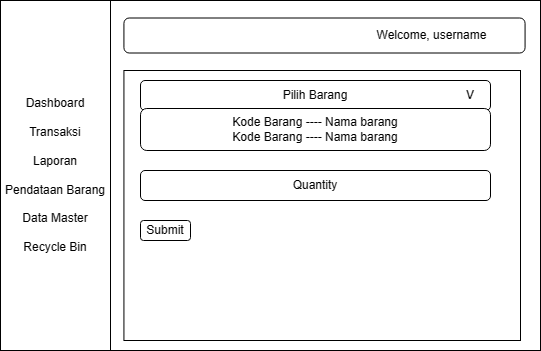 Welcome, username
Dashboard
Transaksi
Laporan
Pendataan Barang
Data Master
Recycle Bin
Pilih Barang V
Kode Barang ---- Nama barang
Kode Barang ---- Nama barang
Quantity
Submit